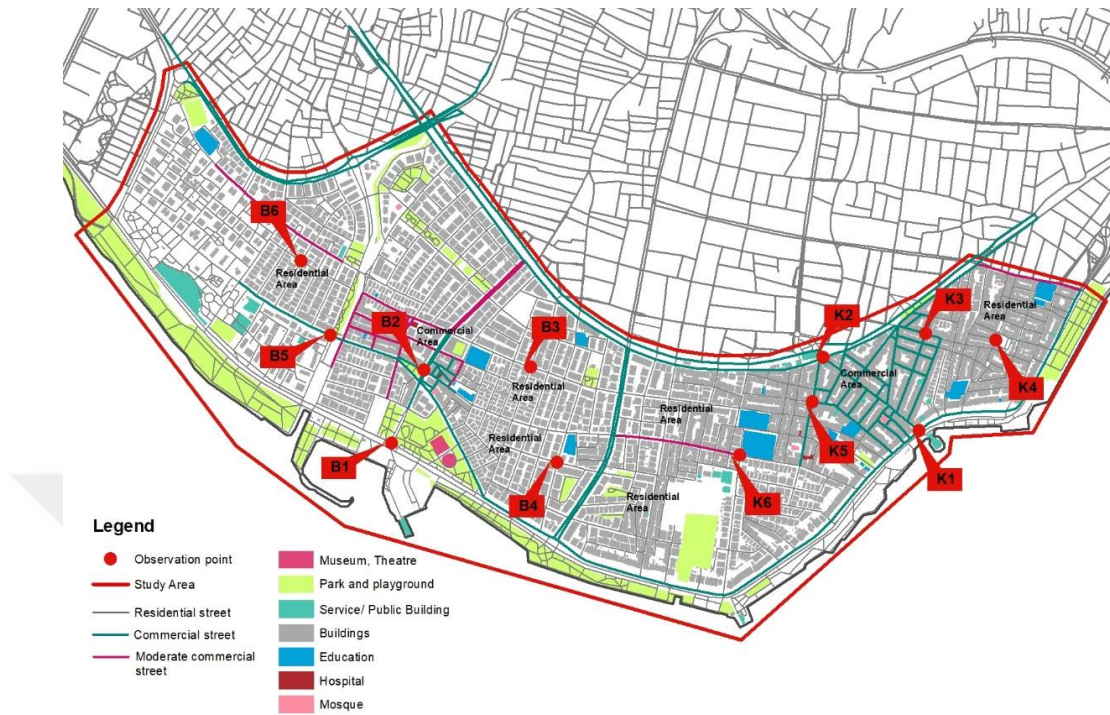 B6
Residential
Area
B5
B2
Commercial
Area
B3
Residential
Area
Residential
Area
B1
B4
Residential
Area
Residential
Area
K6
K2
Commercial
Area
K5
K3
Residential
Area
K4
K1
Legend
Observation point
Study Area
Residential street
Commercial street
Moderate commercial
street
Museum, Theatre
Park and playground
Service/ Public Building
Buildings
Education
Hospital
Mosque